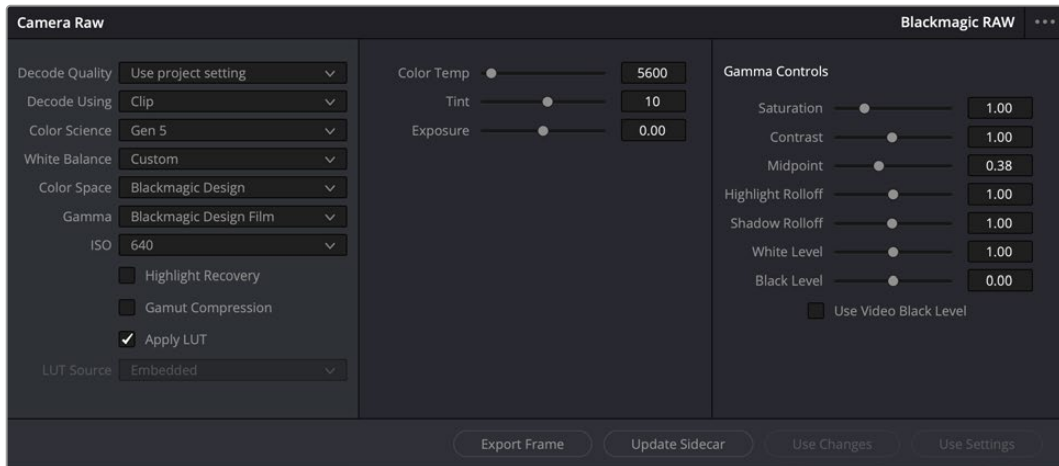 Camera Raw
Blackmagic RAW
Decode Quality Use project setting
Decode Using Clip
Color Science Gen 5
White Balance Custom
Color Space Blackmagic Design
Gamma Blackmagic Design Film
ISO 640
Highlight Recovery
Gamut Compression
Apply LUT
LUT Source Embedded
Color Temp 5600
Tint 10
Exposure 0.00
Gamma Controls
Saturation 1.00
Contrast 1.00
Midpoint 0.38
Highlight Rolloff 1.00
Shadow Rolloff 1.00
White Level 1.00
Black Level 0.00
Use Video Black Level
Export Frame
Update Sidecar
Use Changes
Use Settings